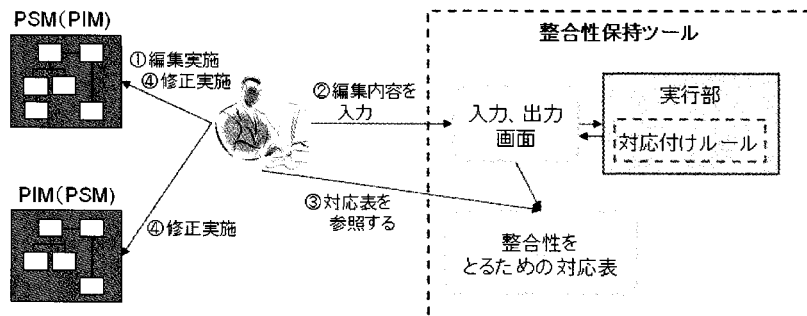 PSM(PIM)
①編集実施
④修正実施
②編集内容を
入力
整合性保持ツール
入力、出力
画面
実行部
対応付けルール
PIM(PSM)
④修正実施
③対応表を
参照する
整合性を
とるための対応表